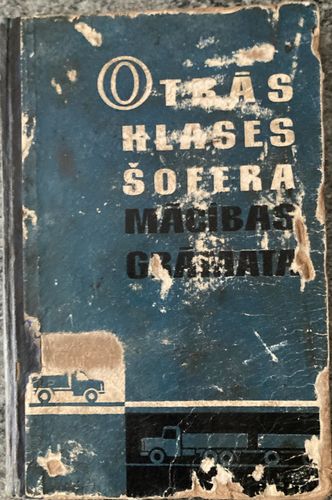 OTRĀS
KLASES
ŠOFERA
MĀCĪBAS
GRĀMATA